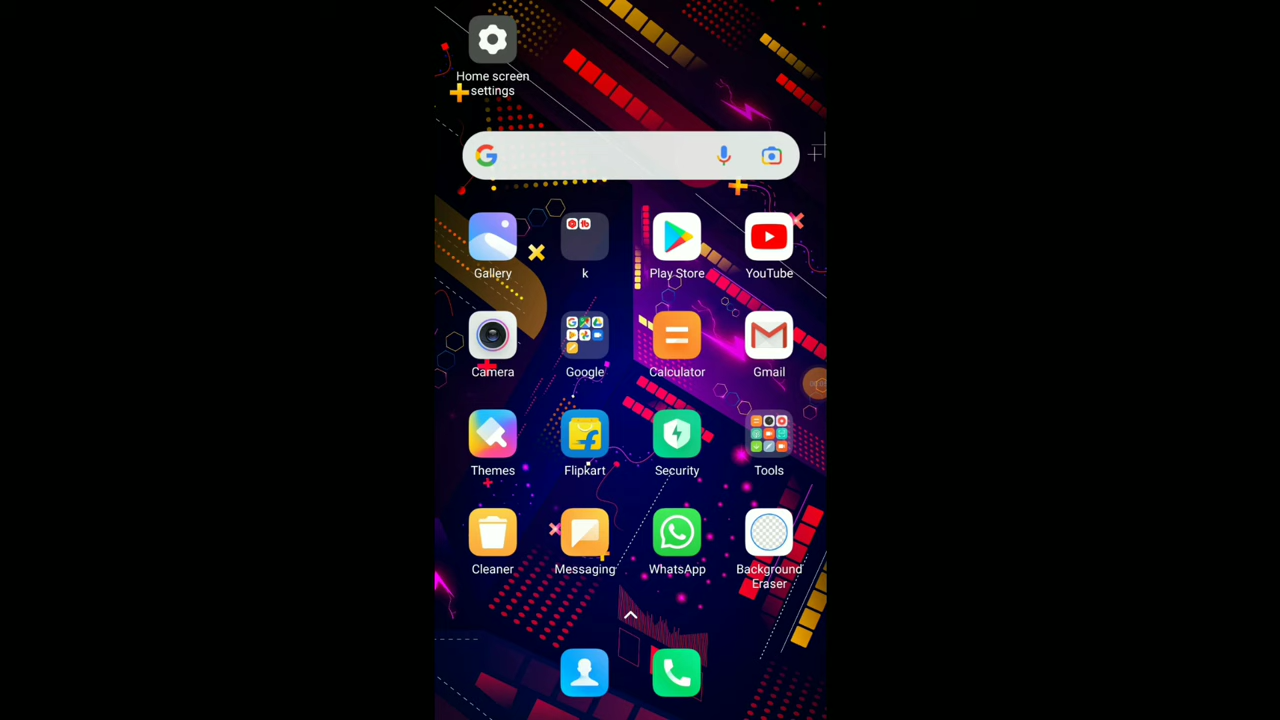 Home screen
settings
Gallery
k
Play Store
YouTube
Camera
Google
Calculator
Gmail
Themes
Flipkart
Security
Tools
Cleaner
Messaging
WhatsApp
Background
Eraser